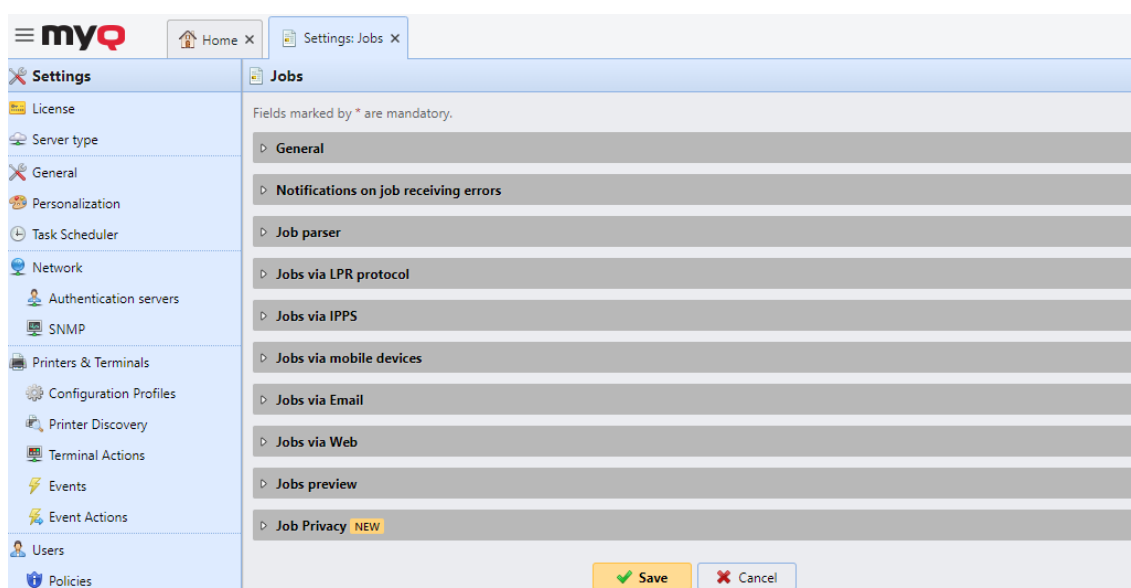 myQ
Home
Settings: Jobs
Settings
License
Server type
General
Personalization
Task Scheduler
Network
Authentication servers
SNMP
Printers & Terminals
Configuration Profiles
Printer Discovery
Terminal Actions
Events
Event Actions
Users
Policies
Jobs
Fields marked by * are mandatory.
General
Notifications on job receiving errors
Job parser
Jobs via LPR protocol
Jobs via IPPS
Jobs via mobile devices
Jobs via Email
Jobs via Web
Jobs preview
Job Privacy NEW
Save
Cancel